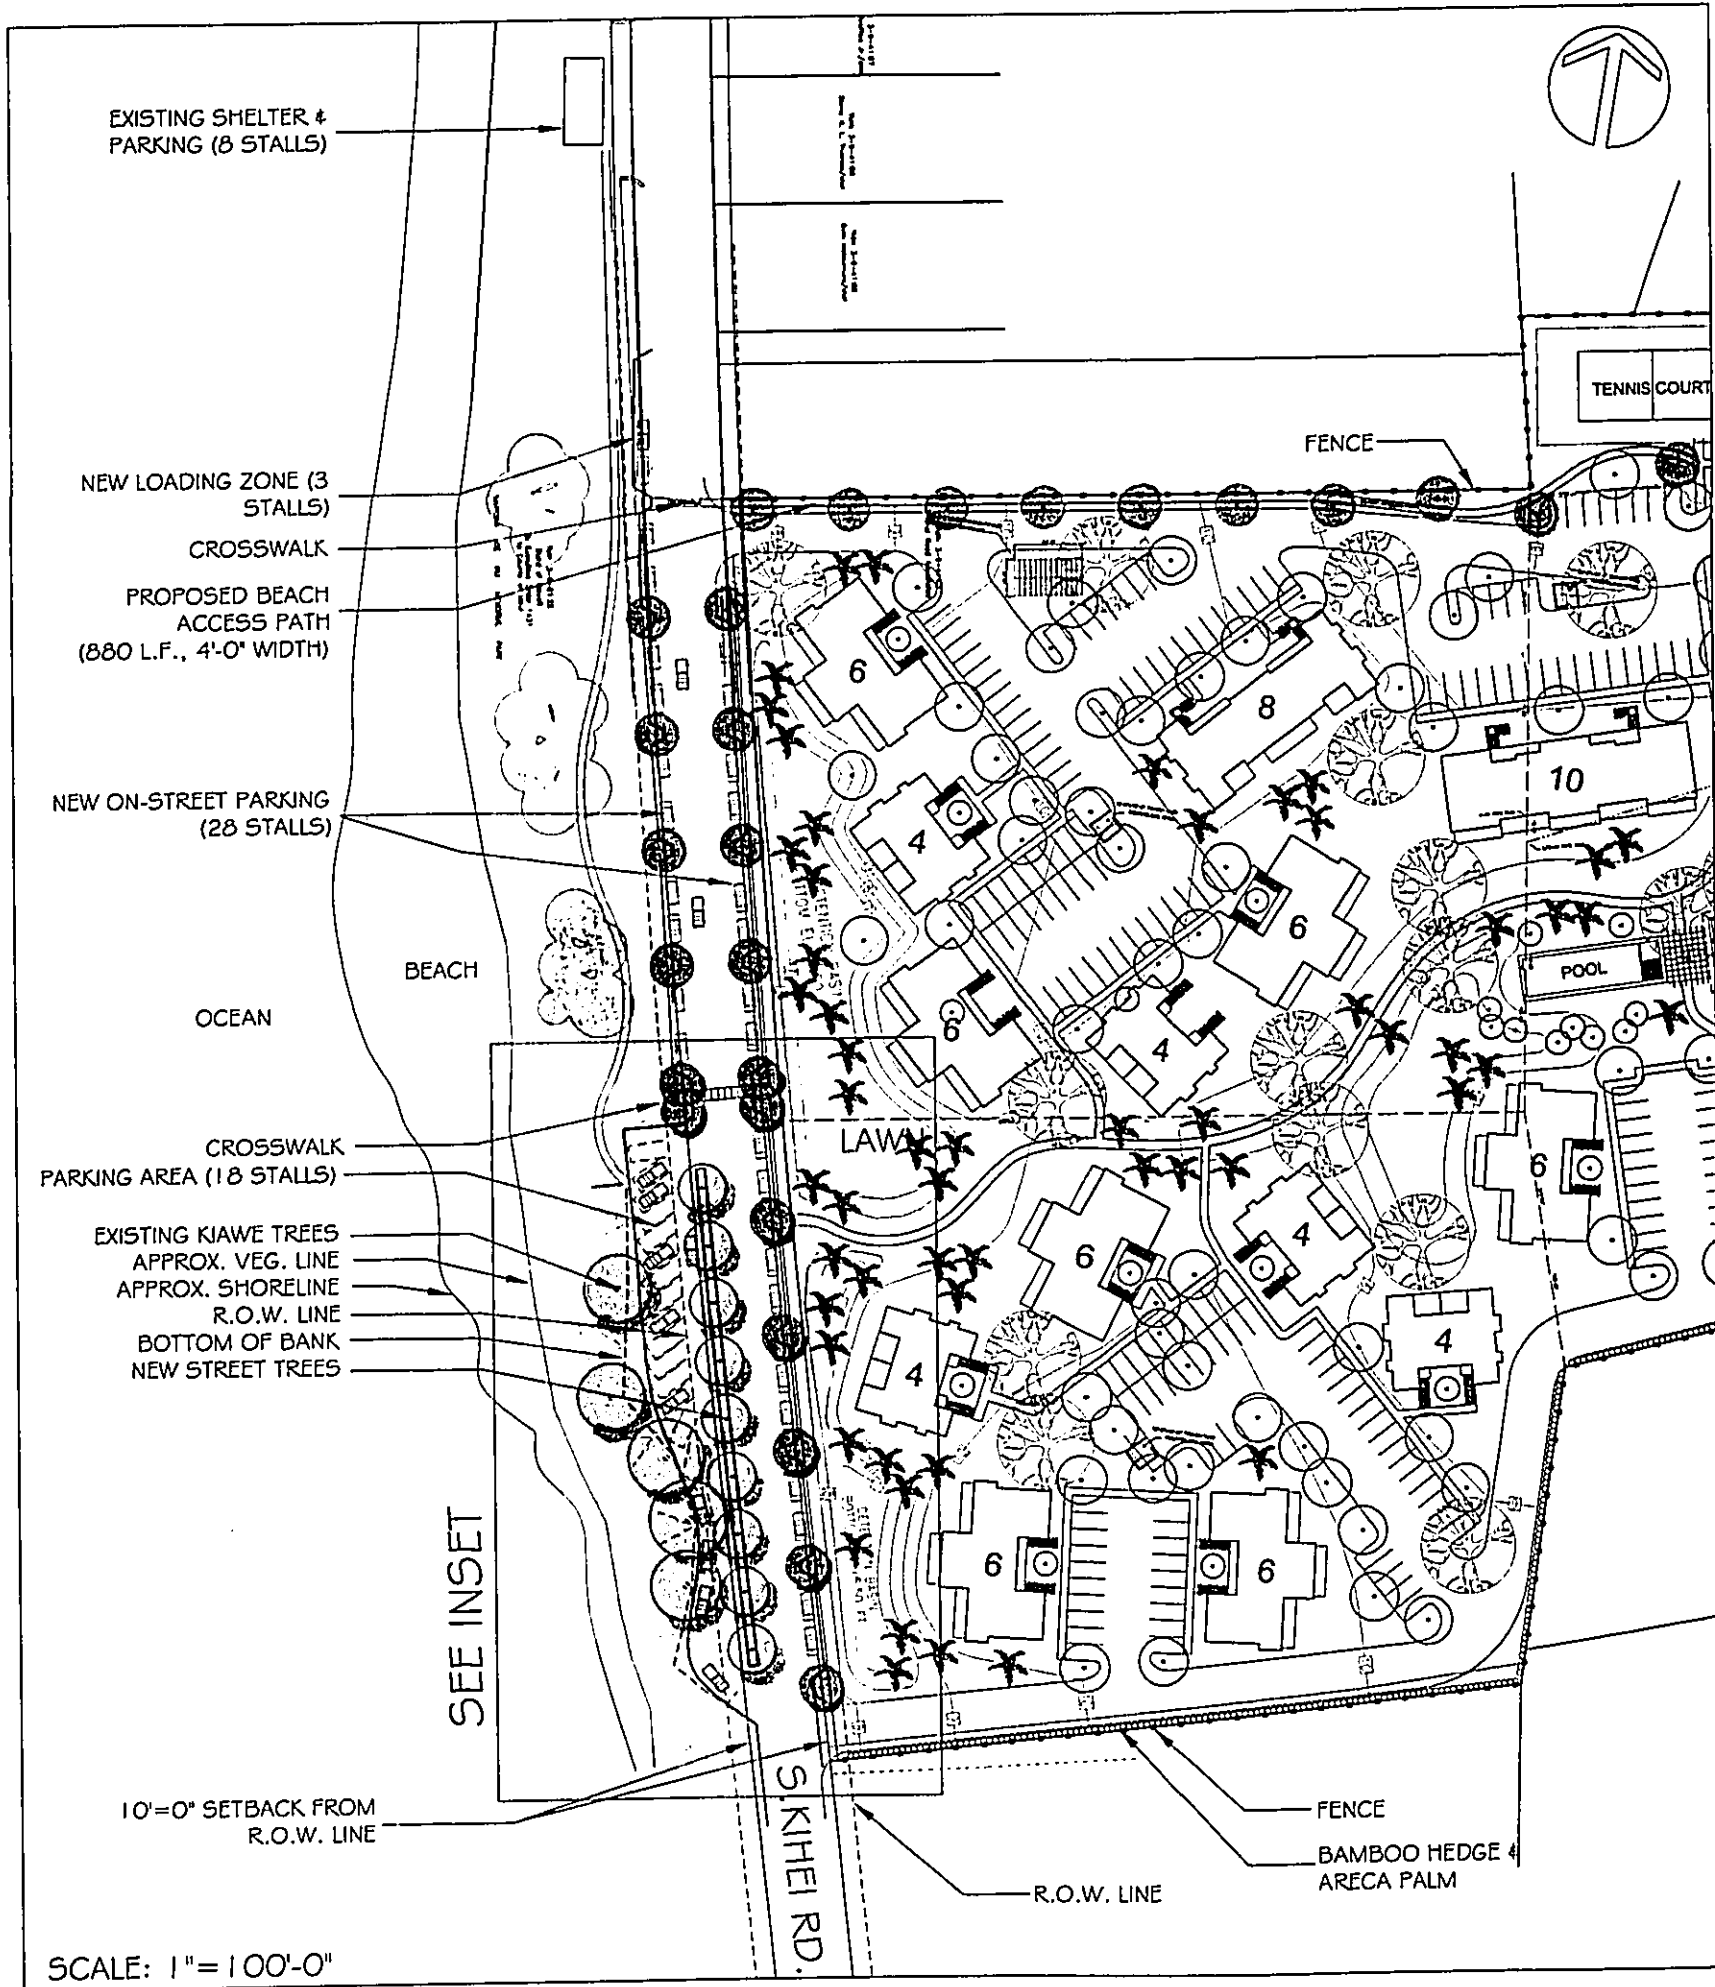 EXISTING SHELTER &
PARKING (8 STALLS)
TENNIS COURT
FENCE
NEW LOADING ZONE (3
STALLS)
CROSSWALK
PROPOSED BEACH
ACCESS PATH
(880 L.F., 4'-0" WIDTH)
6
8
10
NEW ON-STREET PARKING
(28 STALLS)
4
6
BEACH
POOL
OCEAN
6
4
CROSSWALK
LAWN
PARKING AREA (18 STALLS)
6
EXISTING KIAWE TREES
4
APPROX. VEG. LINE
6
APPROX. SHORELINE
R.O.W. LINE
BOTTOM OF BANK
4
NEW STREET TREES
4
SEE INSET
6
6
S. KIHEI RD.
10'=0" SETBACK FROM
R.O.W. LINE
FENCE
BAMBOO HEDGE &
ARECA PALM
R.O.W. LINE
SCALE: 1"=100'-0"